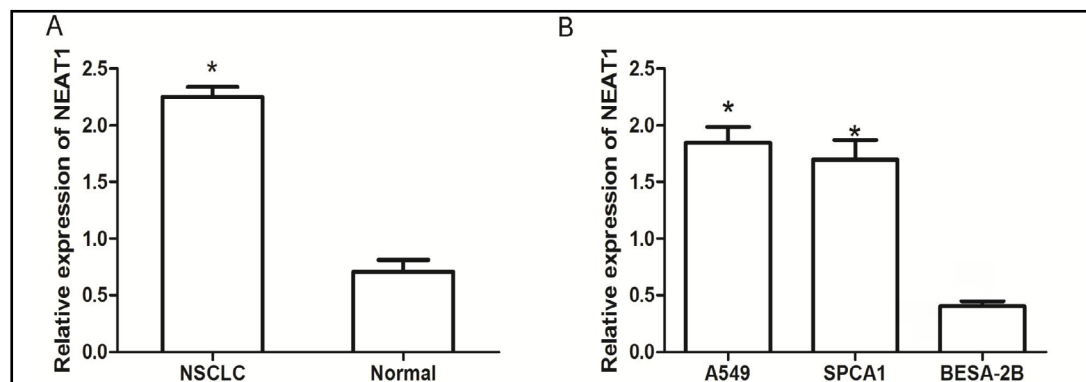 A
Relative expression of NEAT1
2.5
2.0
1.5
1.0
0.5
0.0
*
NSCLC
Normal
B
Relative expression of NEAT1
2.5
2.0
1.5
1.0
0.5
0.0
*
*
A549
SPCA1
BESA-2B